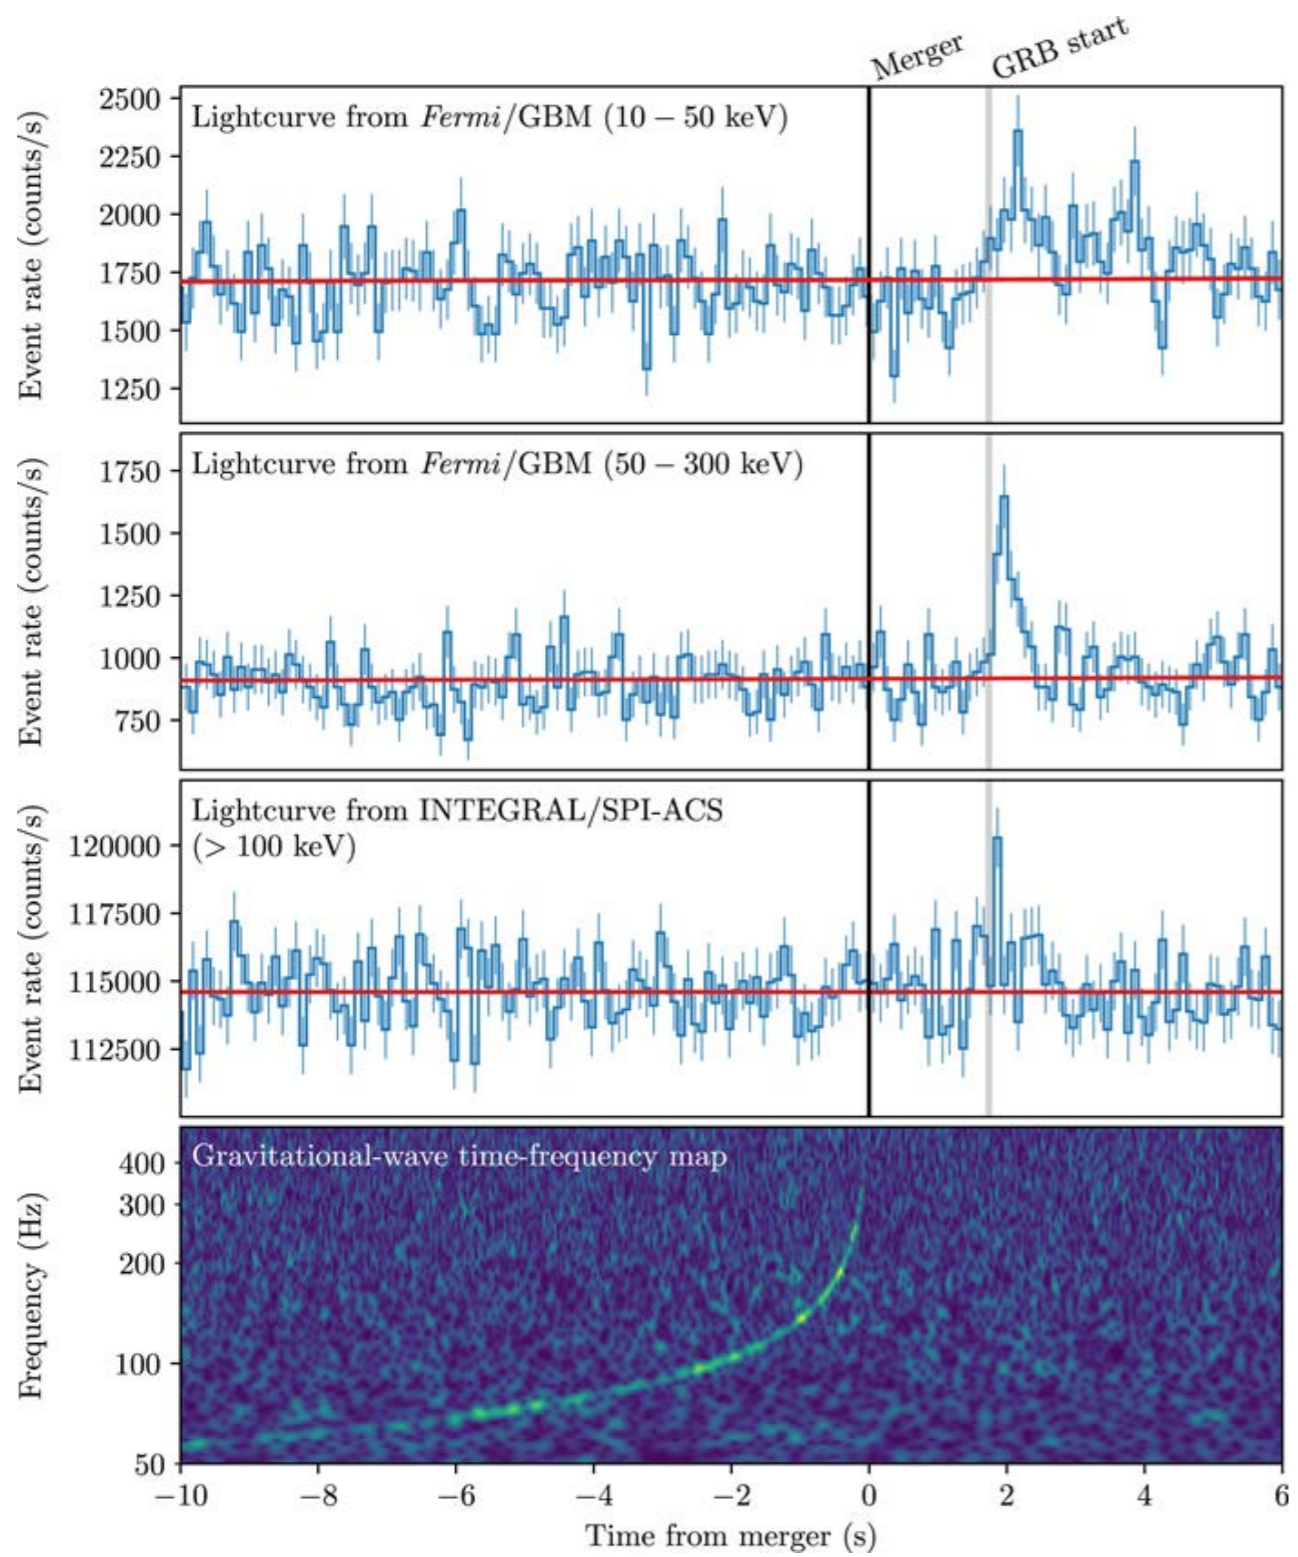 Merger
GRB start
Lightcurve from Fermi/GBM (10 − 50 keV)
Event rate (counts/s)
2500
2250
2000
1750
1500
1250
Lightcurve from Fermi/GBM (50 − 300 keV)
Event rate (counts/s)
1750
1500
1250
1000
750
Lightcurve from INTEGRAL/SPI-ACS
(> 100 keV)
Event rate (counts/s)
120000
117500
115000
112500
Gravitational-wave time-frequency map
Frequency (Hz)
400
300
200
100
50
−10 −8 −6 −4 −2 0 2 4 6
Time from merger (s)